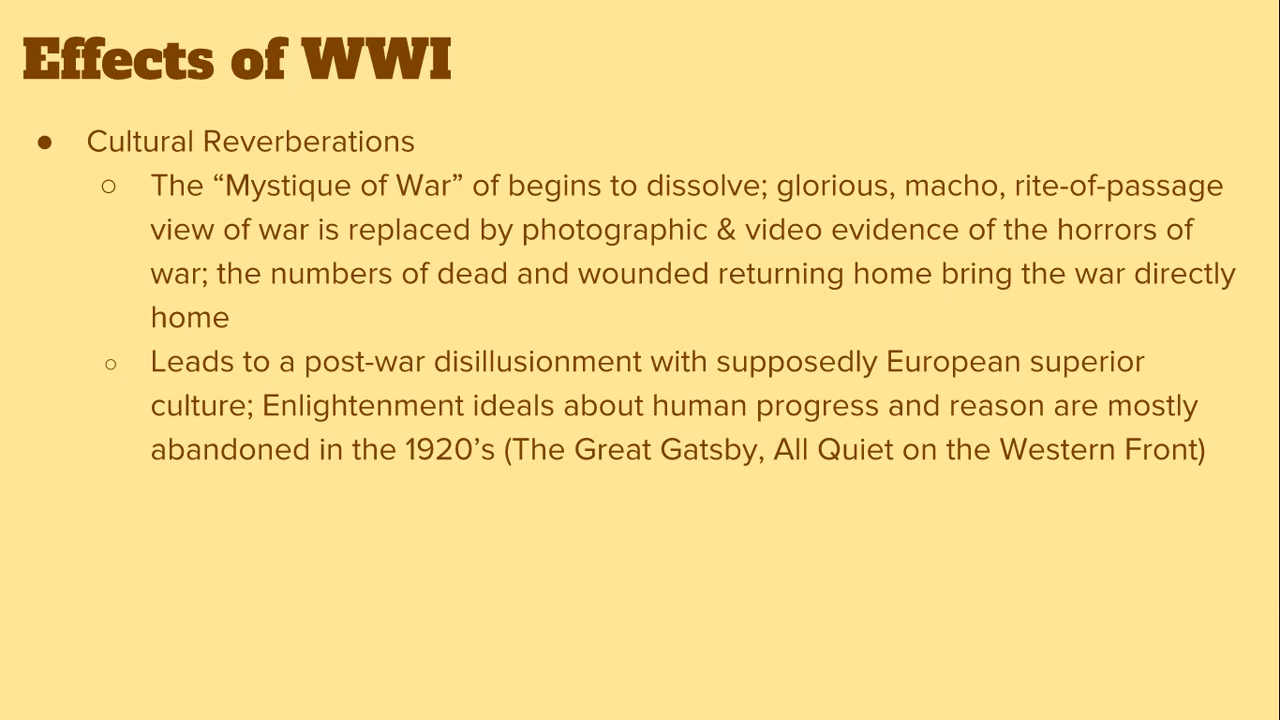 Effects of WWI
● Cultural Reverberations
○ The “Mystique of War” of begins to dissolve; glorious, macho, rite-of-passage
view of war is replaced by photographic & video evidence of the horrors of
war; the numbers of dead and wounded returning home bring the war directly
home
○ Leads to a post-war disillusionment with supposedly European superior
culture; Enlightenment ideals about human progress and reason are mostly
abandoned in the 1920’s (The Great Gatsby, All Quiet on the Western Front)